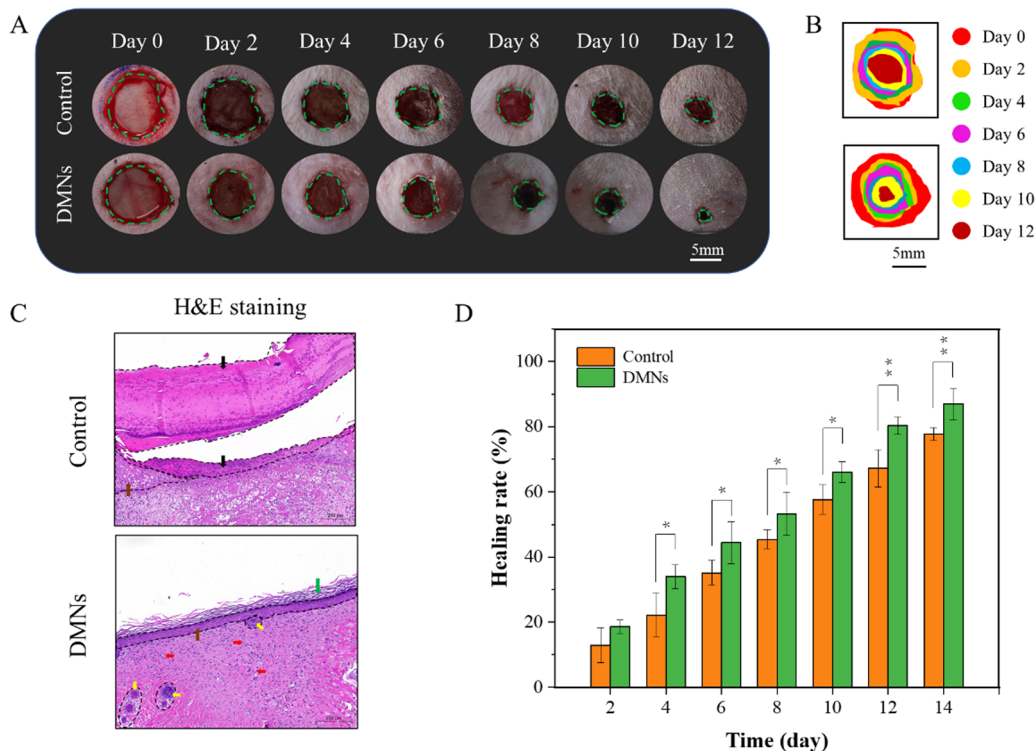 A
Day 0 Day 2 Day 4 Day 6 Day 8 Day 10 Day 12
Control
DMNs
5mm
B
Day 0
Day 2
Day 4
Day 6
Day 8
Day 10
Day 12
5mm
C
H&E staining
Control
DMNs
D
Control
DMNs
Healing rate (%)
100
80
60
40
20
0
* * * * ** **
2 4 6 8 10 12 14
Time (day)